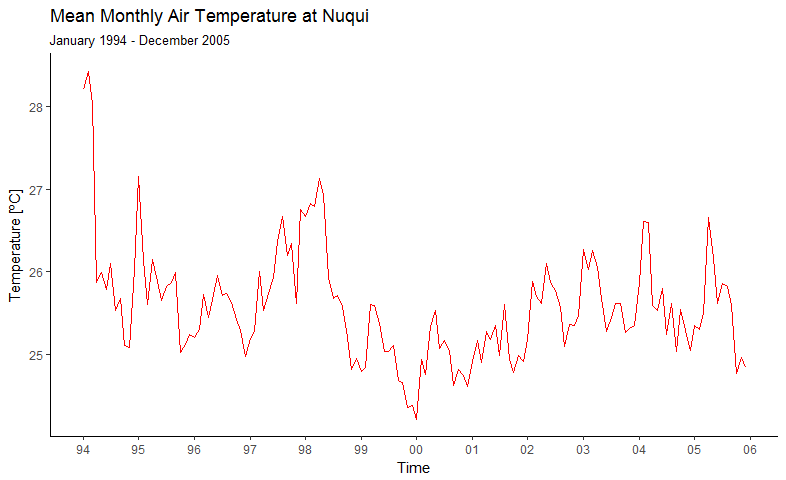 Mean Monthly Air Temperature at Nuqui
January 1994 - December 2005
Temperature [ºC]
28
27
26
25
94 95 96 97 98 99 00 01 02 03 04 05 06
Time